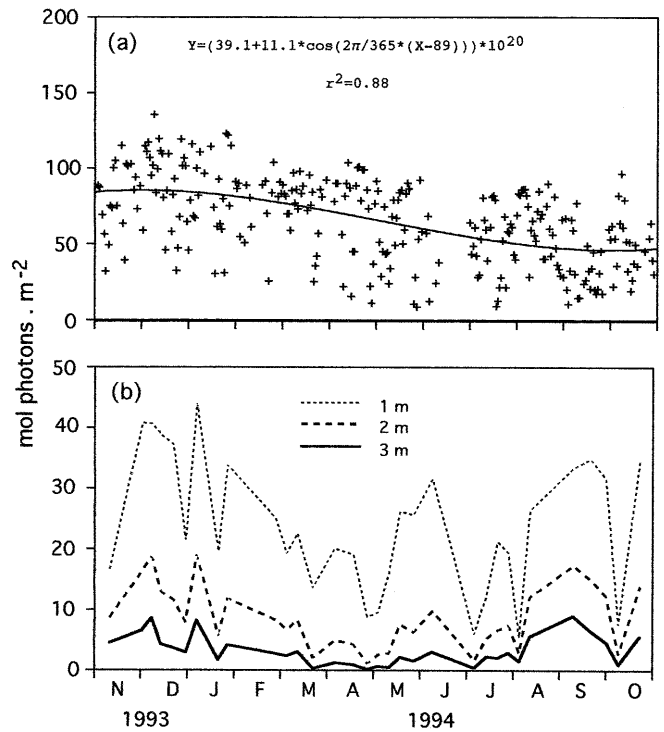 200
(a)
Y=(39.1+11.1*cos(2π/365*(X-89)))*10^20
r²=0.88
150
100
50
0
mol photons . m⁻²
50
(b)
1 m
2 m
3 m
40
30
20
10
0
N D J F M A M J J A S O
1993 1994